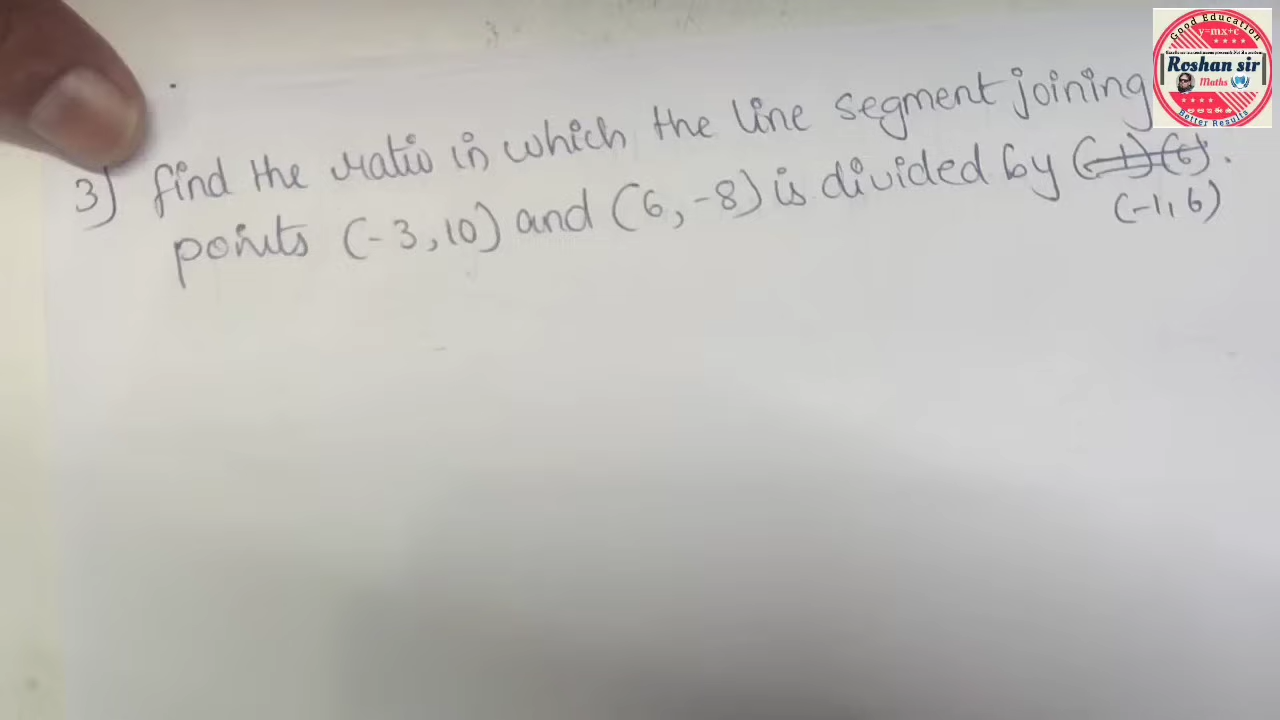 Good Education
y=mx+c
Roshan sir
Maths
Better Results
3) find the ratio in which the line segment joining
points (-3,10) and (6,-8) is divided by (-1)(6).
(-1,6)